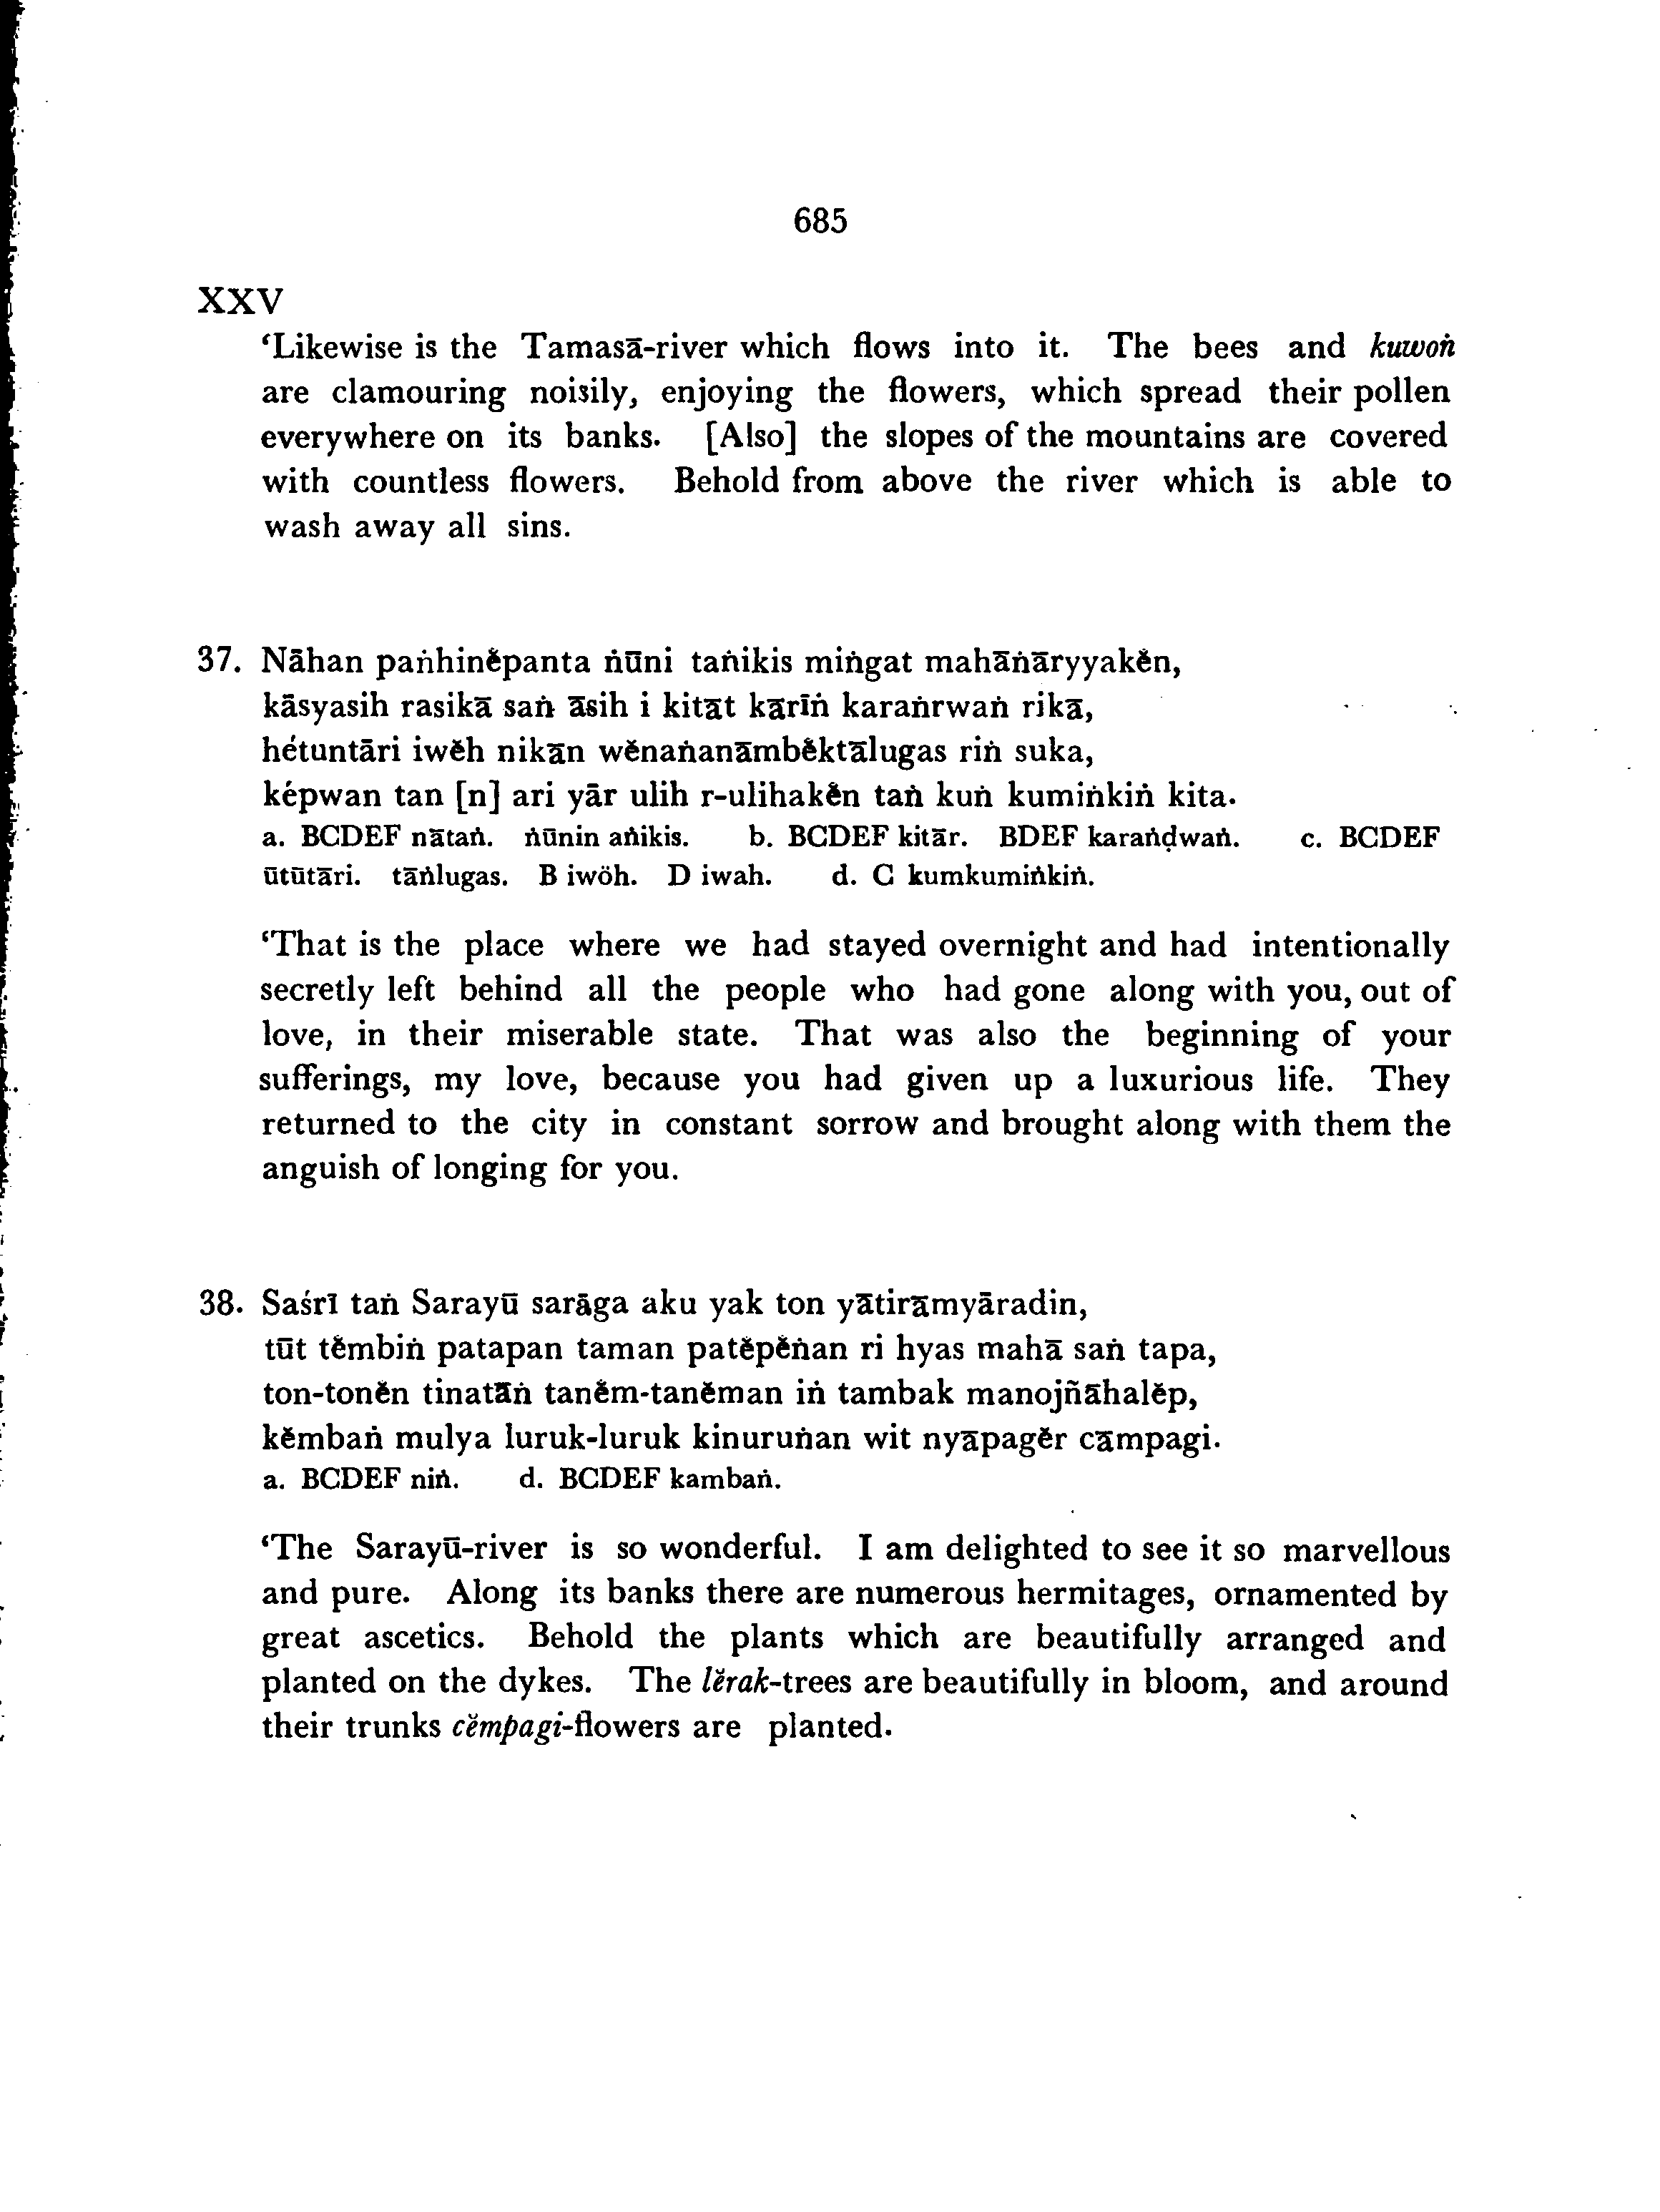 685
XXV
‘Likewise is the Tamasā-river which flows into it. The bees and kuwoṅ
are clamouring noisily, enjoying the flowers, which spread their pollen
everywhere on its banks. [Also] the slopes of the mountains are covered
with countless flowers. Behold from above the river which is able to
wash away all sins.
37. Nāhan paṅhinĕpanta ṅūni taṅikis miṅgat mahāṅāryyakĕn,
kāsyasih rasikā saṅ āsih i kitāt kārīṅ karaṅrwaṅ rikā,
hétuntāri iwĕh nikān wĕnaṅanāmbĕktālugas riṅ suka,
képwan tan [n] ari yār ulih r-ulihakĕn taṅ kuṅ kumiṅkiṅ kita.
a. BCDEF nātaṅ. ṅūnin aṅikis. b. BCDEF kitār. BDEF karaṅḍwaṅ. c. BCDEF
ūtūtāri. tāṅlugas. B iwöh. D iwah. d. C kumkumiṅkiṅ.
‘That is the place where we had stayed overnight and had intentionally
secretly left behind all the people who had gone along with you, out of
love, in their miserable state. That was also the beginning of your
sufferings, my love, because you had given up a luxurious life. They
returned to the city in constant sorrow and brought along with them the
anguish of longing for you.
38. Saśrī taṅ Sarayū sarāga aku yak ton yātirāmyāradin,
tūt tĕmbiṅ patapan taman patĕpĕṅan ri hyas mahā saṅ tapa,
ton-tonĕn tinatāṅ tanĕm-tanĕman iṅ tambak manojñāhalĕp,
kĕmbaṅ mulya luruk-luruk kinuruṅan wit nyāpagĕr cāmpagi.
a. BCDEF niṅ. d. BCDEF kambaṅ.
‘The Sarayū-river is so wonderful. I am delighted to see it so marvellous
and pure. Along its banks there are numerous hermitages, ornamented by
great ascetics. Behold the plants which are beautifully arranged and
planted on the dykes. The lĕrak-trees are beautifully in bloom, and around
their trunks cĕmpagi-flowers are planted.